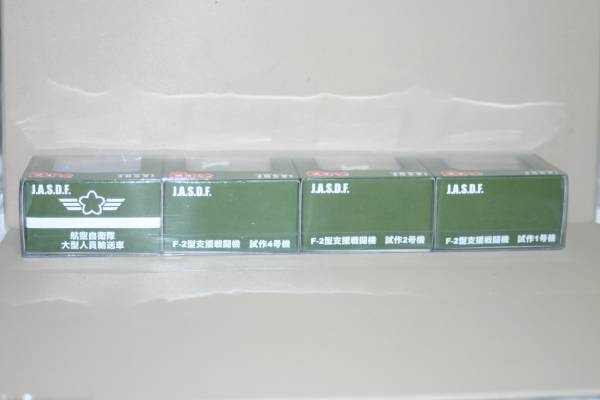 J.A.S.D.F.
航空自衛隊
大型人員輸送車
J.A.S.D.F.
F-2型支援戦闘機 試作4号機
J.A.S.D.F.
F-2型支援戦闘機 試作2号機
J.A.S.D.F.
F-2型支援戦闘機 試作1号機